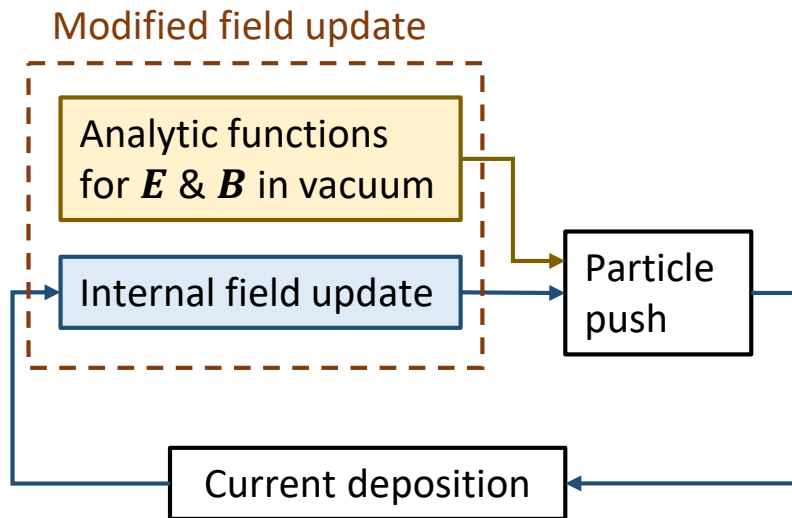 Modified field update
Analytic functions
for E & B in vacuum
Internal field update
Particle
push
Current deposition